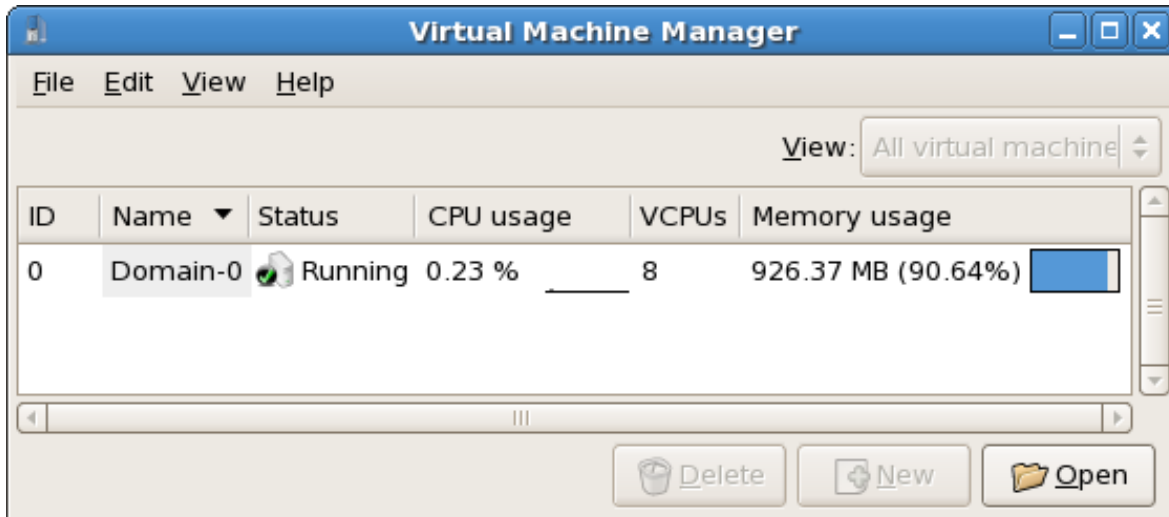 Virtual Machine Manager
File Edit View Help
View: All virtual machine
ID Name Status CPU usage VCPUs Memory usage
0 Domain-0 Running 0.23 % 8 926.37 MB (90.64%)
Delete New Open